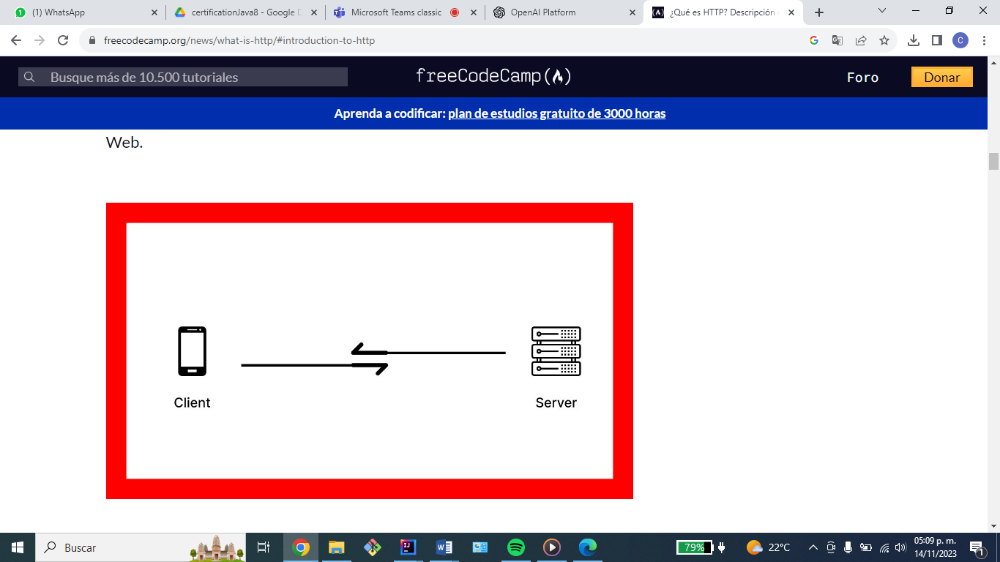 (1) WhatsApp
certificationJava8 - Google D
Microsoft Teams classic
OpenAI Platform
¿Qué es HTTP? Descripción
freecodecamp.org/news/what-is-http/#introduction-to-http
C
Busque más de 10.500 tutoriales
freeCodeCamp
Foro
Donar
Aprenda a codificar: plan de estudios gratuito de 3000 horas
Web.
Client
Server
Buscar
79%
22°C
05:09 p. m.
14/11/2023
1